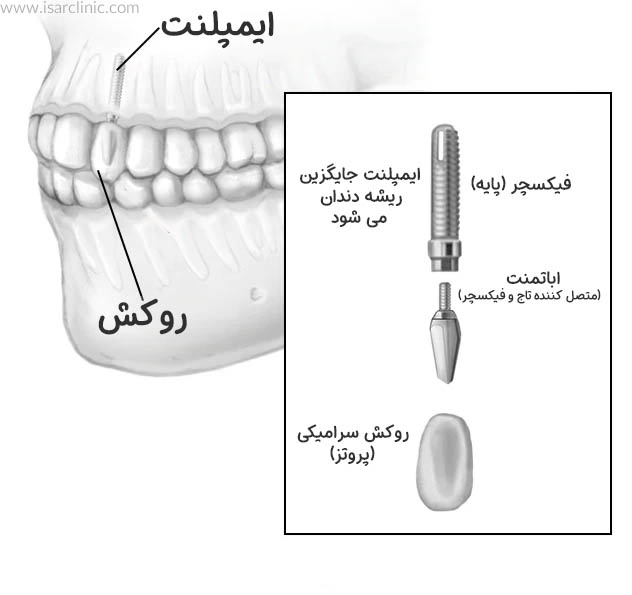 www.isarclinic.com
ایمپلنت
روکش
فیکسچر (پایه)
ایمپلنت جایگزین
ریشه دندان
می شود
اباتمنت
(متصل کننده تاج و فیکسچر)
روکش سرامیکی
(پروتز)